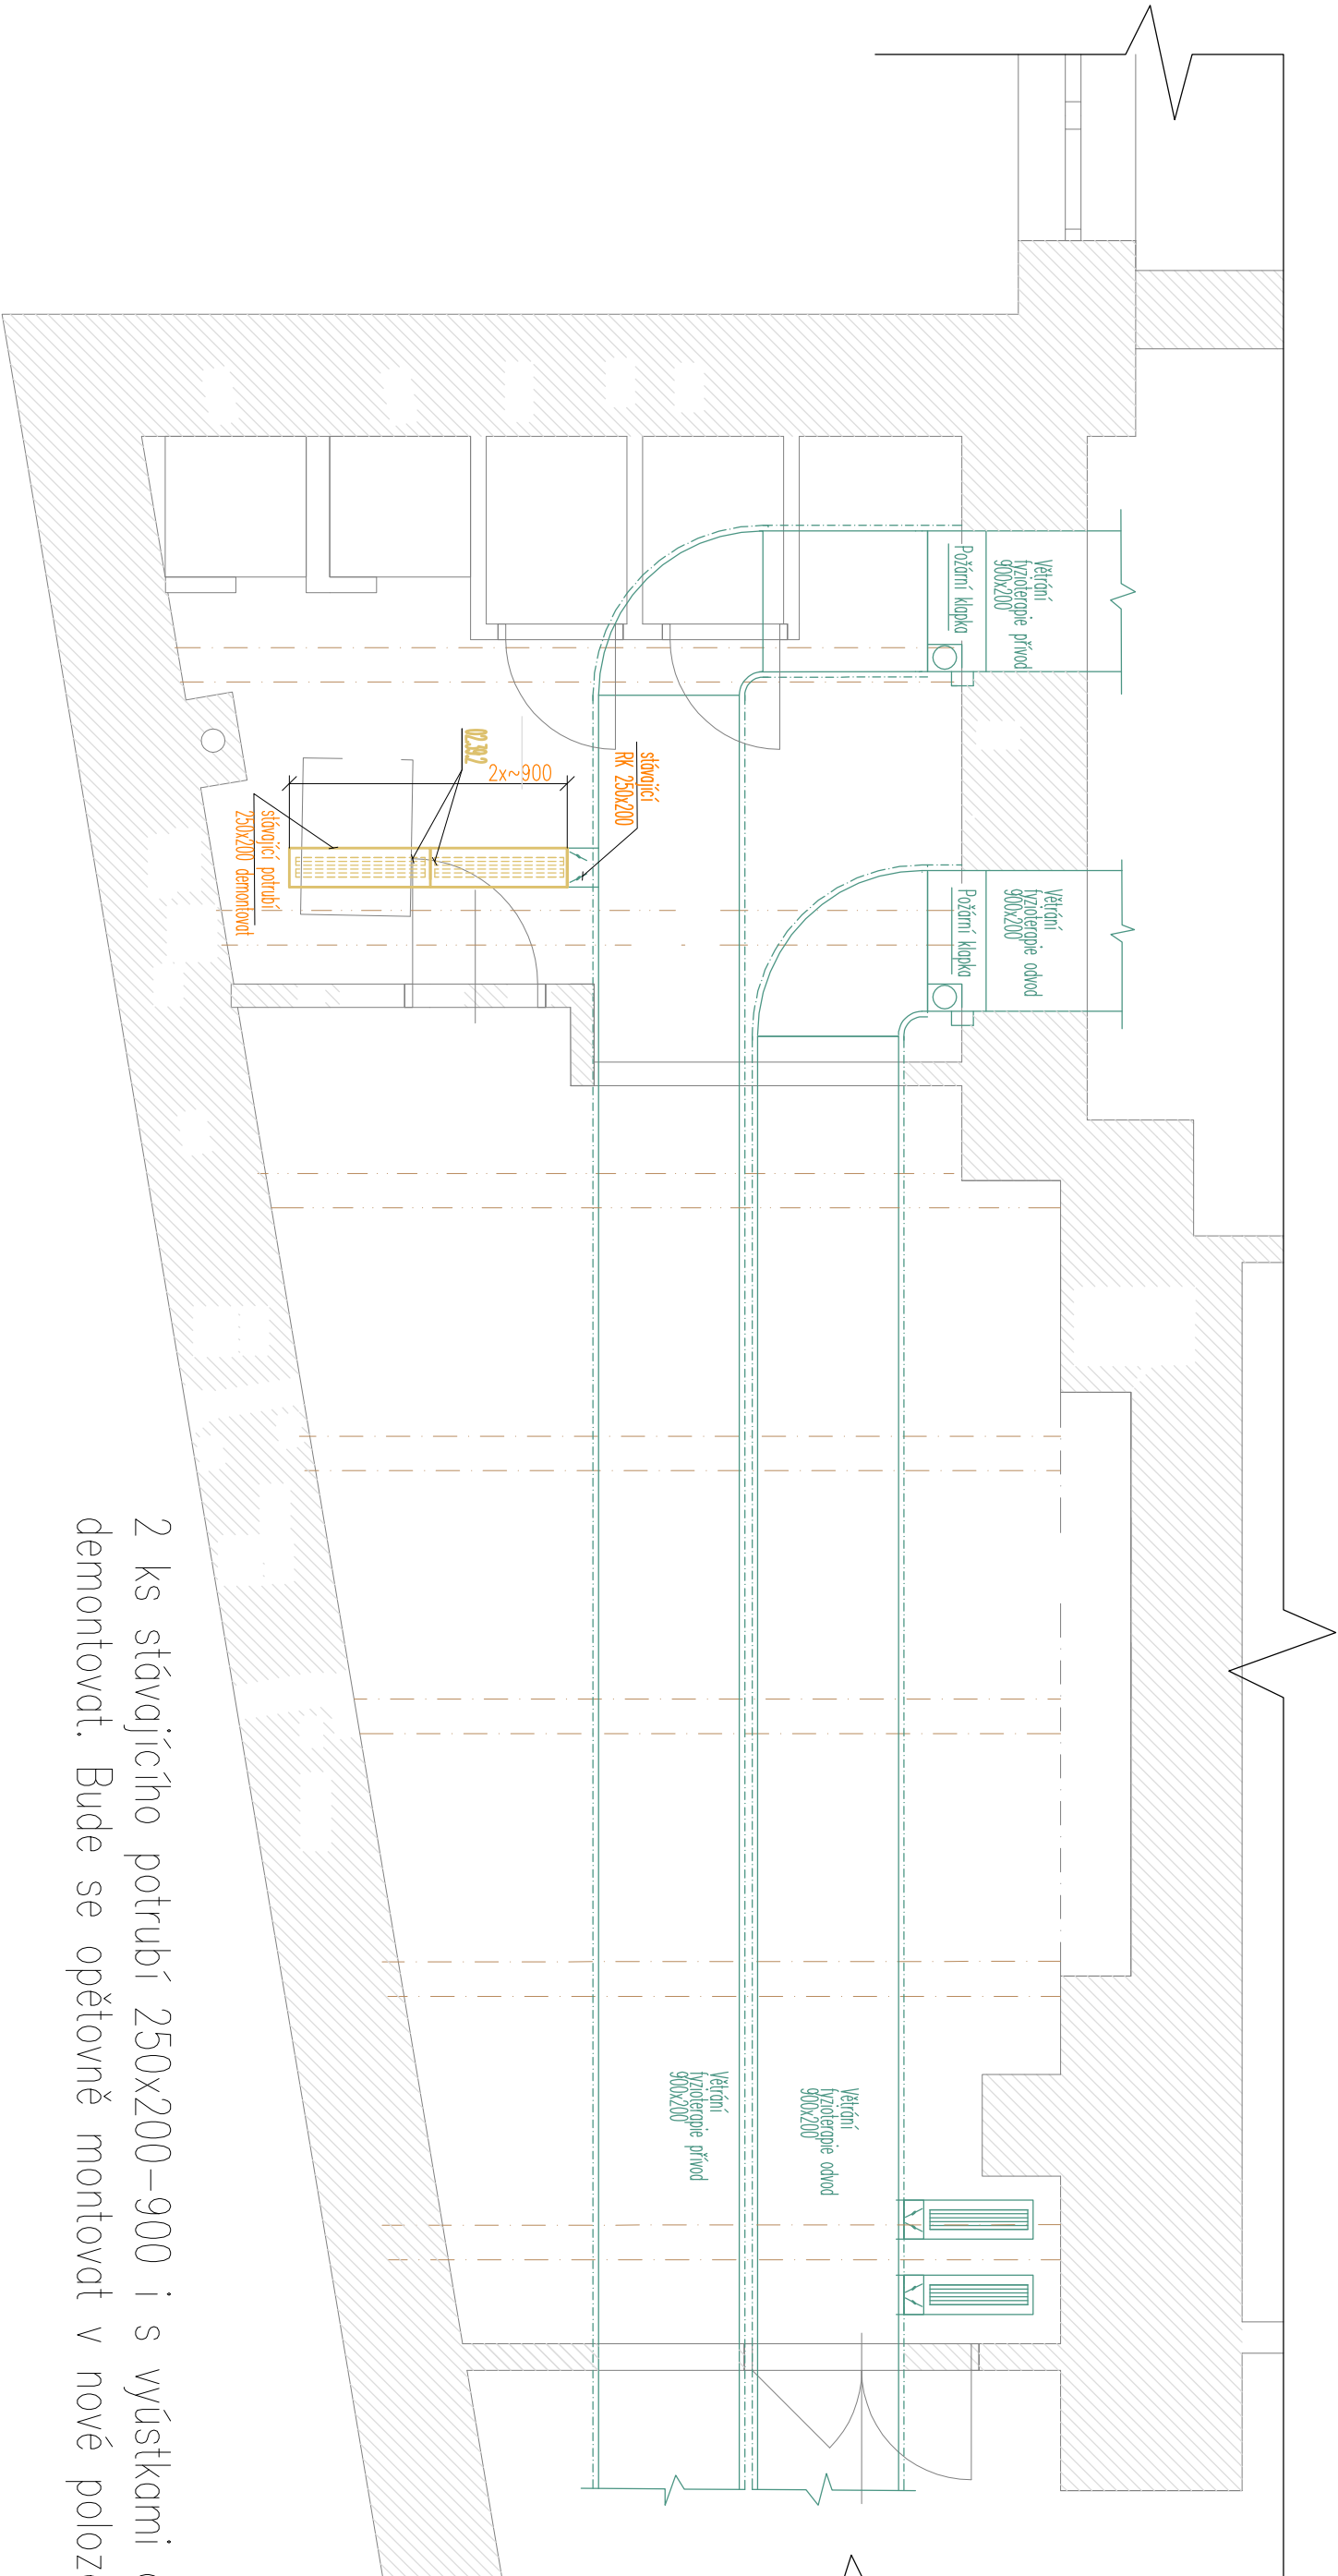 Větrání
fyzioterapie přívod
900x200
Požární klapka
Větrání
fyzioterapie odvod
900x200
Požární klapka
stávající
RK 250x200
02.39.2
2x~900
stávající potrubí
250x200 demontovat
Větrání
fyzioterapie odvod
900x200
Větrání
fyzioterapie přívod
900x200
2 ks stávajícího potrubí 250x200-900 i s vyústkami
demontovat. Bude se opětovně montovat v nové